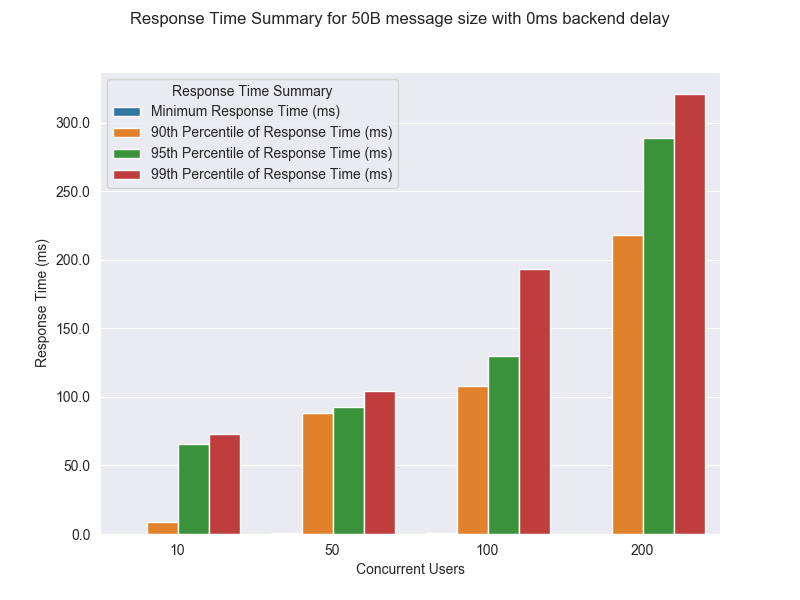 Response Time Summary for 50B message size with 0ms backend delay
Response Time Summary
Minimum Response Time (ms)
90th Percentile of Response Time (ms)
95th Percentile of Response Time (ms)
99th Percentile of Response Time (ms)
Response Time (ms)
300.0
250.0
200.0
150.0
100.0
50.0
0.0
10 50 100 200
Concurrent Users